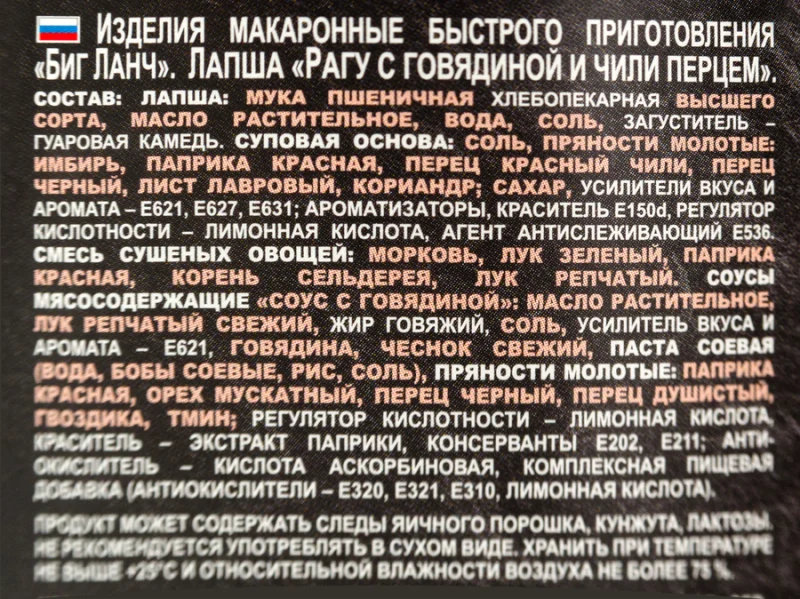 ИЗДЕЛИЯ МАКАРОННЫЕ БЫСТРОГО ПРИГОТОВЛЕНИЯ
«БИГ ЛАНЧ». ЛАПША «РАГУ С ГОВЯДИНОЙ И ЧИЛИ ПЕРЦЕМ».
СОСТАВ: ЛАПША: МУКА ПШЕНИЧНАЯ ХЛЕБОПЕКАРНАЯ ВЫСШЕГО
СОРТА, МАСЛО РАСТИТЕЛЬНОЕ, ВОДА, СОЛЬ, ЗАГУСТИТЕЛЬ –
ГУАРОВАЯ КАМЕДЬ. СУПОВАЯ ОСНОВА: СОЛЬ, ПРЯНОСТИ МОЛОТЫЕ:
ИМБИРЬ, ПАПРИКА КРАСНАЯ, ПЕРЕЦ КРАСНЫЙ ЧИЛИ, ПЕРЕЦ
ЧЕРНЫЙ, ЛИСТ ЛАВРОВЫЙ, КОРИАНДР; САХАР, УСИЛИТЕЛИ ВКУСА И
АРОМАТА – Е621, Е627, Е631; АРОМАТИЗАТОРЫ, КРАСИТЕЛЬ Е150d, РЕГУЛЯТОР
КИСЛОТНОСТИ – ЛИМОННАЯ КИСЛОТА, АГЕНТ АНТИСЛЕЖИВАЮЩИЙ Е536.
СМЕСЬ СУШЕНЫХ ОВОЩЕЙ: МОРКОВЬ, ЛУК ЗЕЛЕНЫЙ, ПАПРИКА
КРАСНАЯ, КОРЕНЬ СЕЛЬДЕРЕЯ, ЛУК РЕПЧАТЫЙ. СОУСЫ
МЯСОСОДЕРЖАЩИЕ «СОУС С ГОВЯДИНОЙ»: МАСЛО РАСТИТЕЛЬНОЕ,
ЛУК РЕПЧАТЫЙ СВЕЖИЙ, ЖИР ГОВЯЖИЙ, СОЛЬ, УСИЛИТЕЛЬ ВКУСА И
АРОМАТА – Е621, ГОВЯДИНА, ЧЕСНОК СВЕЖИЙ, ПАСТА СОЕВАЯ
(ВОДА, БОБЫ СОЕВЫЕ, РИС, СОЛЬ), ПРЯНОСТИ МОЛОТЫЕ: ПАПРИКА
КРАСНАЯ, ОРЕХ МУСКАТНЫЙ, ПЕРЕЦ ЧЕРНЫЙ, ПЕРЕЦ ДУШИСТЫЙ,
ГВОЗДИКА, ТМИН; РЕГУЛЯТОР КИСЛОТНОСТИ – ЛИМОННАЯ КИСЛОТА,
КРАСИТЕЛЬ – ЭКСТРАКТ ПАПРИКИ, КОНСЕРВАНТЫ Е202, Е211; АНТИ-
ОКИСЛИТЕЛЬ – КИСЛОТА АСКОРБИНОВАЯ, КОМПЛЕКСНАЯ ПИЩЕВАЯ
ДОБАВКА (АНТИОКИСЛИТЕЛИ – Е320, Е321, Е310, ЛИМОННАЯ КИСЛОТА).
ПРОДУКТ МОЖЕТ СОДЕРЖАТЬ СЛЕДЫ ЯИЧНОГО ПОРОШКА, КУНЖУТА, ЛАКТОЗЫ.
НЕ РЕКОМЕНДУЕТСЯ УПОТРЕБЛЯТЬ В СУХОМ ВИДЕ. ХРАНИТЬ ПРИ ТЕМПЕРАТУРЕ
НЕ ВЫШЕ +25°С И ОТНОСИТЕЛЬНОЙ ВЛАЖНОСТИ ВОЗДУХА НЕ БОЛЕЕ 75 %.